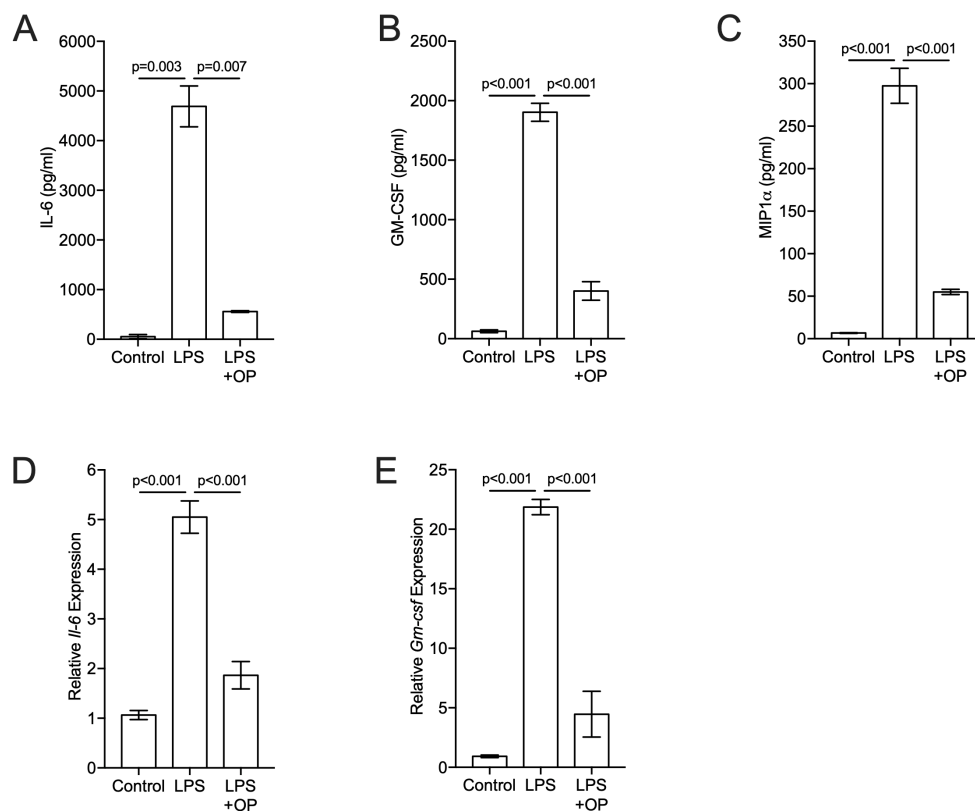 A
IL-6 (pg/ml)
6000
5000
4000
3000
2000
1000
0
p=0.003 p=0.007
Control LPS LPS
+OP
B
GM-CSF (pg/ml)
2500
2000
1500
1000
500
0
p<0.001 p<0.001
Control LPS LPS
+OP
C
MIP1α (pg/ml)
350
300
250
200
150
100
50
0
p<0.001 p<0.001
Control LPS LPS
+OP
D
Relative Il-6 Expression
6
5
4
3
2
1
0
p<0.001 p<0.001
Control LPS LPS
+OP
E
Relative Gm-csf Expression
25
20
15
10
5
0
p<0.001 p<0.001
Control LPS LPS
+OP